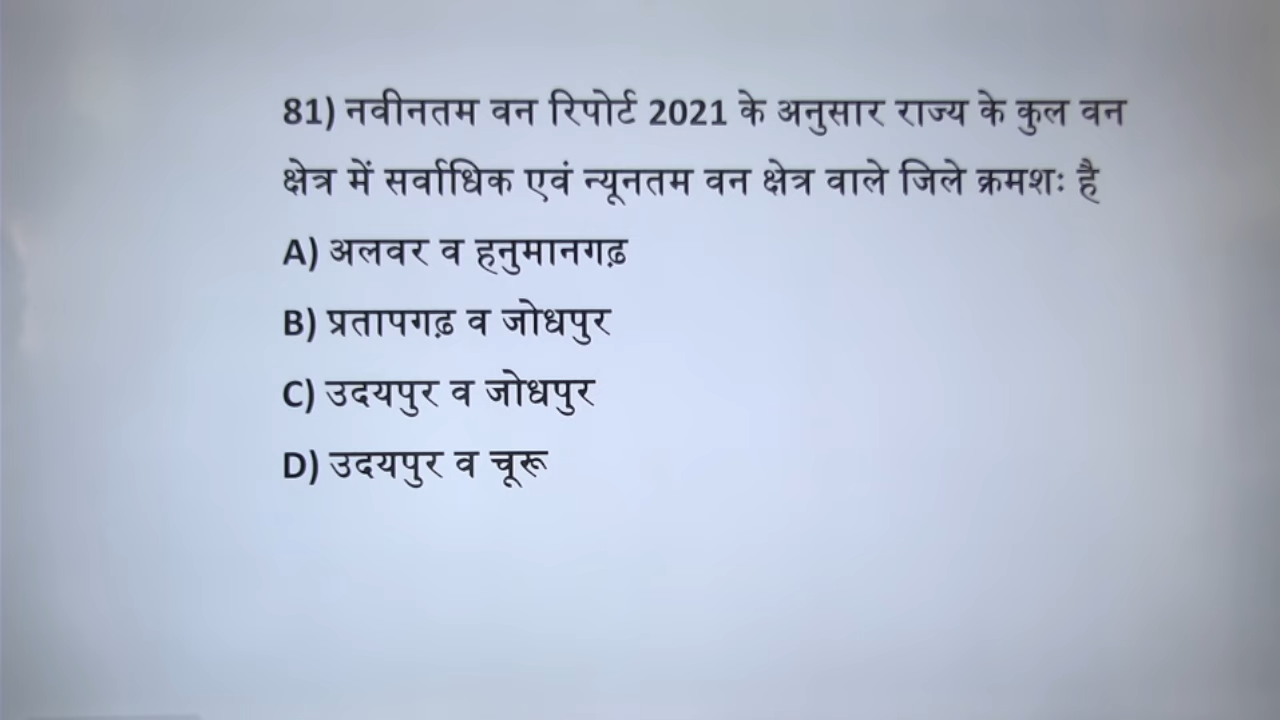 81) नवीनतम वन रिपोर्ट 2021 के अनुसार राज्य के कुल वन
क्षेत्र में सर्वाधिक एवं न्यूनतम वन क्षेत्र वाले जिले क्रमशः है
A) अलवर व हनुमानगढ़
B) प्रतापगढ़ व जोधपुर
C) उदयपुर व जोधपुर
D) उदयपुर व चूरू